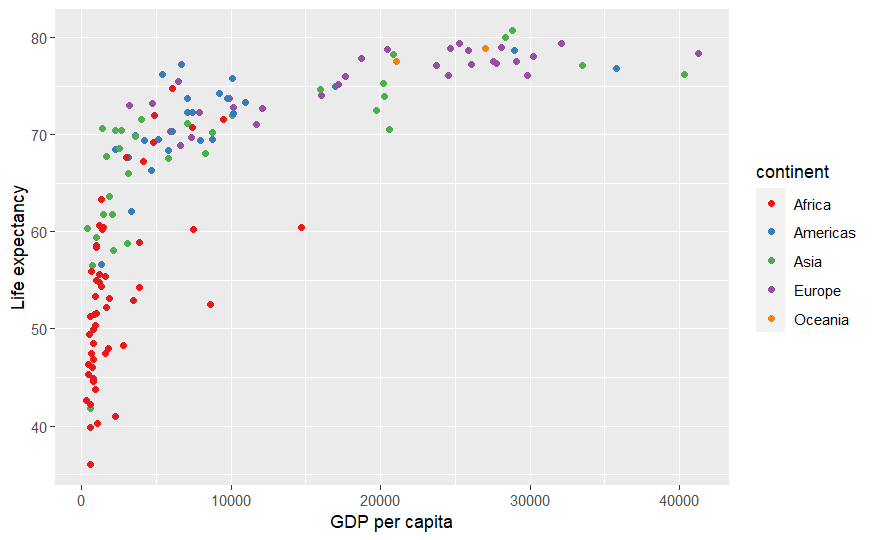 80
70
60
50
40
Life expectancy
0 10000 20000 30000 40000
GDP per capita
continent
Africa
Americas
Asia
Europe
Oceania